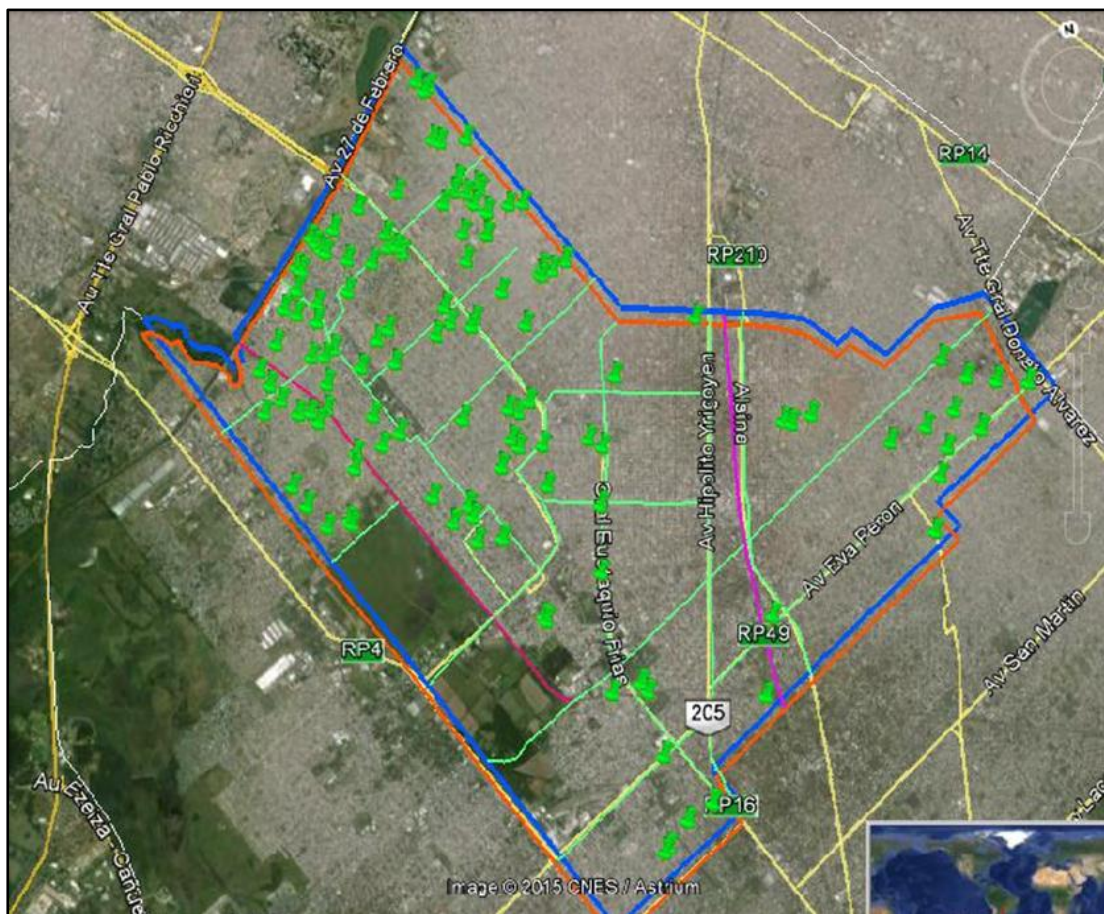 N
Av 27 de Febrero
Au Tte Gral Pablo Ricchieri
RP14
Av Tte Gral Donato Alvarez
RP210
Av Hipolito Yrigoyen
Alsina
Av Eva Peron
Gral Eustaquio Frias
RP49
RP4
Av San Martin
205
RP16
Au Ezeiza - Cañue
Image © 2015 CNES / Astrium